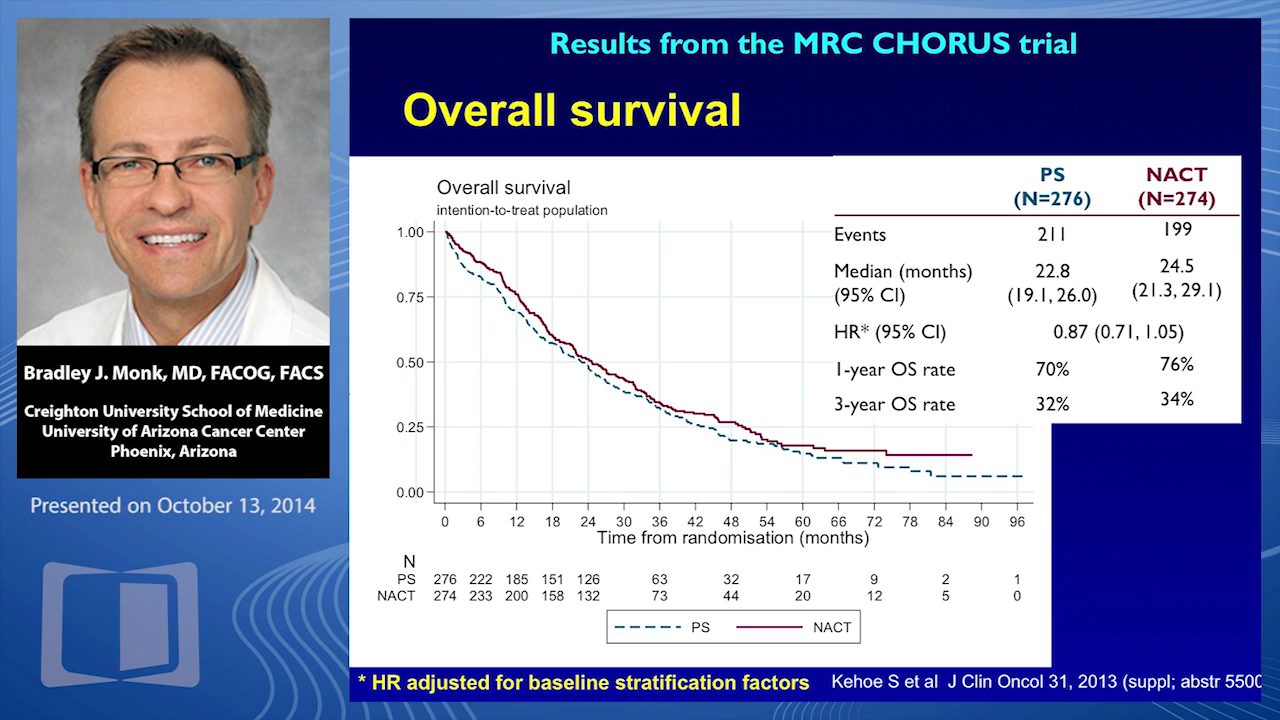 Bradley J. Monk, MD, FACOG, FACS
Creighton University School of Medicine
University of Arizona Cancer Center
Phoenix, Arizona
Presented on October 13, 2014
Results from the MRC CHORUS trial
Overall survival
Overall survival
intention-to-treat population
1.00
0.75
0.50
0.25
0.00
0 6 12 18 24 30 36 42 48 54 60 66 72 78 84 90 96
Time from randomisation (months)
N
PS 276 222 185 151 126 63 32 17 9 2 1
NACT 274 233 200 158 132 73 44 20 12 5 0
PS NACT
PS NACT
(N=276) (N=274)
Events 211 199
Median (months) 22.8 24.5
(95% CI) (19.1, 26.0) (21.3, 29.1)
HR* (95% CI) 0.87 (0.71, 1.05)
1-year OS rate 70% 76%
3-year OS rate 32% 34%
* HR adjusted for baseline stratification factors
Kehoe S et al J Clin Oncol 31, 2013 (suppl; abstr 5500